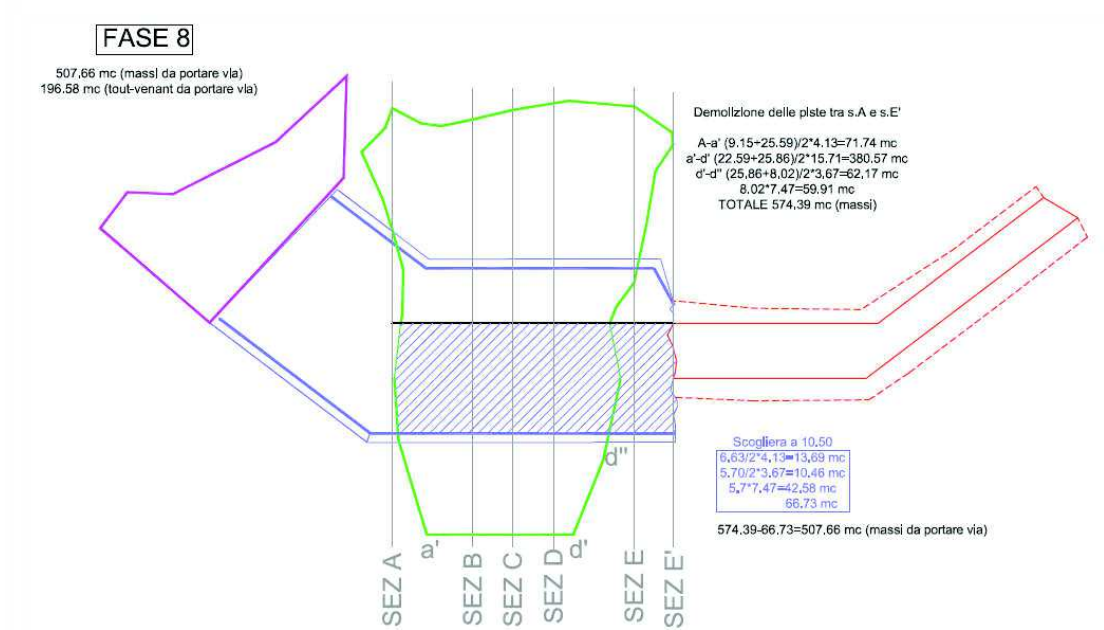 FASE 8
507.66 mc (massi da portare via)
196.58 mc (tout-venant da portare via)
Demolizione delle piste tra s.A e s.E'
A-a' (9.15+25.59)/2*4.13=71.74 mc
a'-d' (22.59+25.86)/2*15.71=380.57 mc
d'-d" (25,86+8,02)/2*3,67=62,17 mc
8.02*7,47=59.91 mc
TOTALE 574,39 mc (massi)
Scogliera a 10.50
6,63/2*4,13=13,69 mc
5.70/2*3.67=10.46 mc
5,7*7,47=42,58 mc
66,73 mc
574.39-66.73=507.66 mc (massi da portare via)
d"
a'
d'
SEZ A
SEZ B
SEZ C
SEZ D
SEZ E
SEZ E'